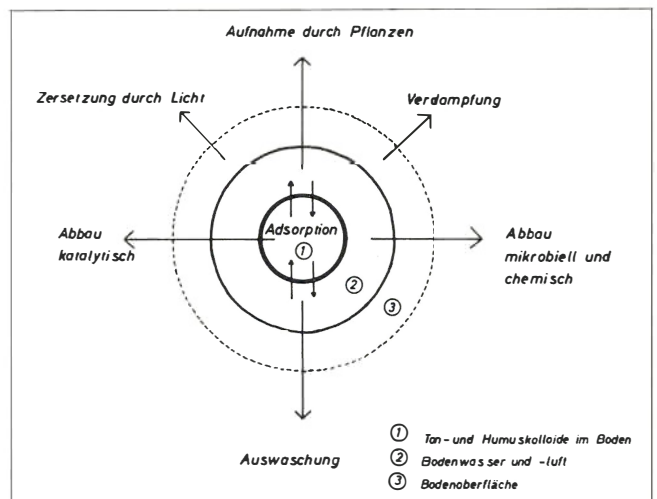 Aufnahme durch Pflanzen
Zersetzung durch Licht
Verdampfung
Adsorption
①
Abbau
katalytisch
Abbau
mikrobiell und
chemisch
②
③
Auswaschung
① Ton- und Humuskolloide im Boden
② Bodenwasser und -luft
③ Bodenoberfläche